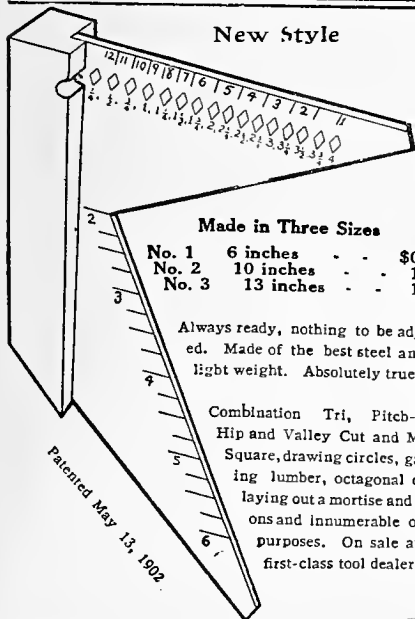 New Style
12 11 10 9 8 7 6 5 4 3 2 1
Made in Three Sizes
No. 1 6 inches - - $0
No. 2 10 inches - - 1
No. 3 13 inches - - 1
Always ready, nothing to be
ed. Made of the best steel
light weight. Absolutely true
Combination Tri, Pitch-
Hip and Valley Cut and
Square, drawing circles,
ing lumber, octagonal
laying out a mortise and
ons and innumerable
purposes. On sale
first-class tool dealer
2
3
4
5
6
Patented May 13, 1902